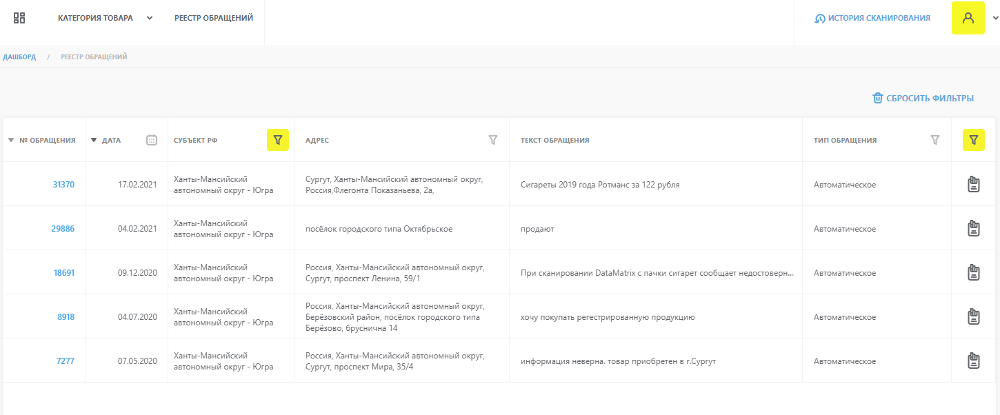 КАТЕГОРИЯ ТОВАРА
РЕЕСТР ОБРАЩЕНИЙ
ИСТОРИЯ СКАНИРОВАНИЯ
ДАШБОРД / РЕЕСТР ОБРАЩЕНИЙ
СБРОСИТЬ ФИЛЬТРЫ
№ ОБРАЩЕНИЯ
ДАТА
СУБЪЕКТ РФ
АДРЕС
ТЕКСТ ОБРАЩЕНИЯ
ТИП ОБРАЩЕНИЯ
31370
17.02.2021
Ханты-Мансийский
автономный округ - Югра
Сургут, Ханты-Мансийский автономный округ,
Россия,Флегонта Показаньева, 2а,
Сигареты 2019 года Ротманс за 122 рубля
Автоматическое
29886
04.02.2021
Ханты-Мансийский
автономный округ - Югра
посёлок городского типа Октябрьское
продают
Автоматическое
18691
09.12.2020
Ханты-Мансийский
автономный округ - Югра
Россия, Ханты-Мансийский автономный округ,
Сургут, проспект Ленина, 59/1
При сканировании DataMatrix с пачки сигарет сообщает недостоверн...
Автоматическое
8918
04.07.2020
Ханты-Мансийский
автономный округ - Югра
Россия, Ханты-Мансийский автономный округ,
Берёзовский район, посёлок городского типа
Берёзово, бруснична 14
хочу покупать регестрированную продукцию
Автоматическое
7277
07.05.2020
Ханты-Мансийский
автономный округ - Югра
Россия, Ханты-Мансийский автономный округ,
Сургут, проспект Мира, 35/4
информация неверна. товар приобретен в г.Сургут
Автоматическое